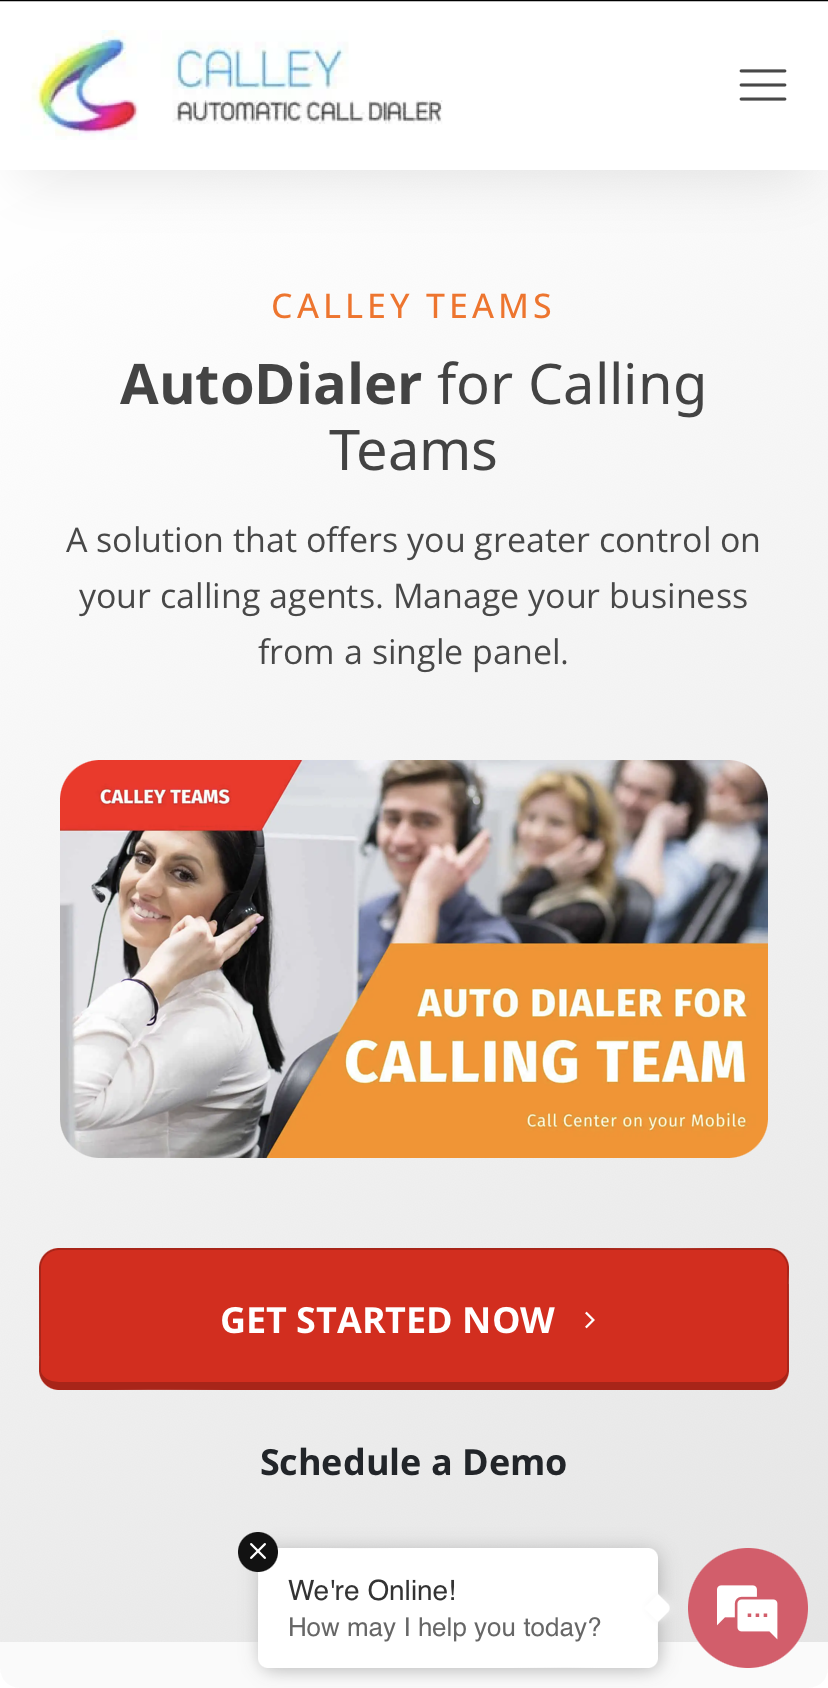 CALLEY
AUTOMATIC CALL DIALER
CALLEY TEAMS
AutoDialer for Calling
Teams
A solution that offers you greater control on
your calling agents. Manage your business
from a single panel.
CALLEY TEAMS
AUTO DIALER FOR
CALLING TEAM
Call Center on your Mobile
GET STARTED NOW
Schedule a Demo
We're Online!
How may I help you today?